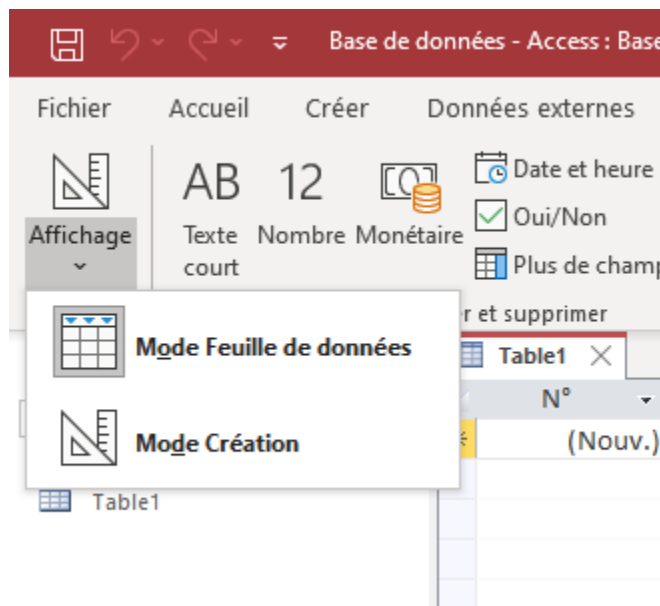 Base de données - Access : Base
Fichier Accueil Créer Données externes
Affichage
AB
Texte court
12
Nombre
Monétaire
Date et heure
Oui/Non
Plus de champ
r et supprimer
Mode Feuille de données
Mode Création
Table1
Table1
N°
(Nouv.)